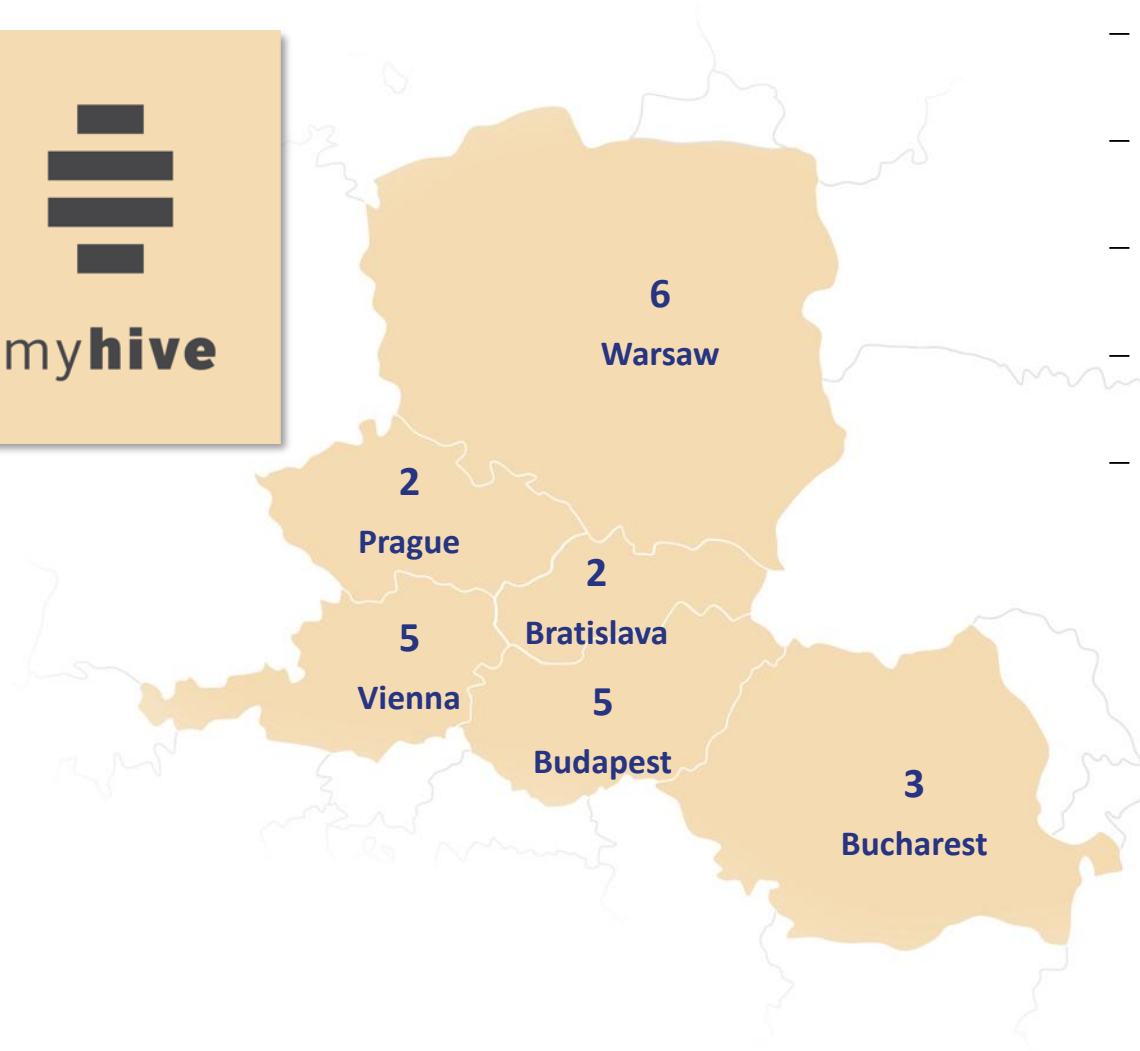 myhive
6
Warsaw
2
Prague
2
Bratislava
5
Vienna
5
Budapest
3
Bucharest